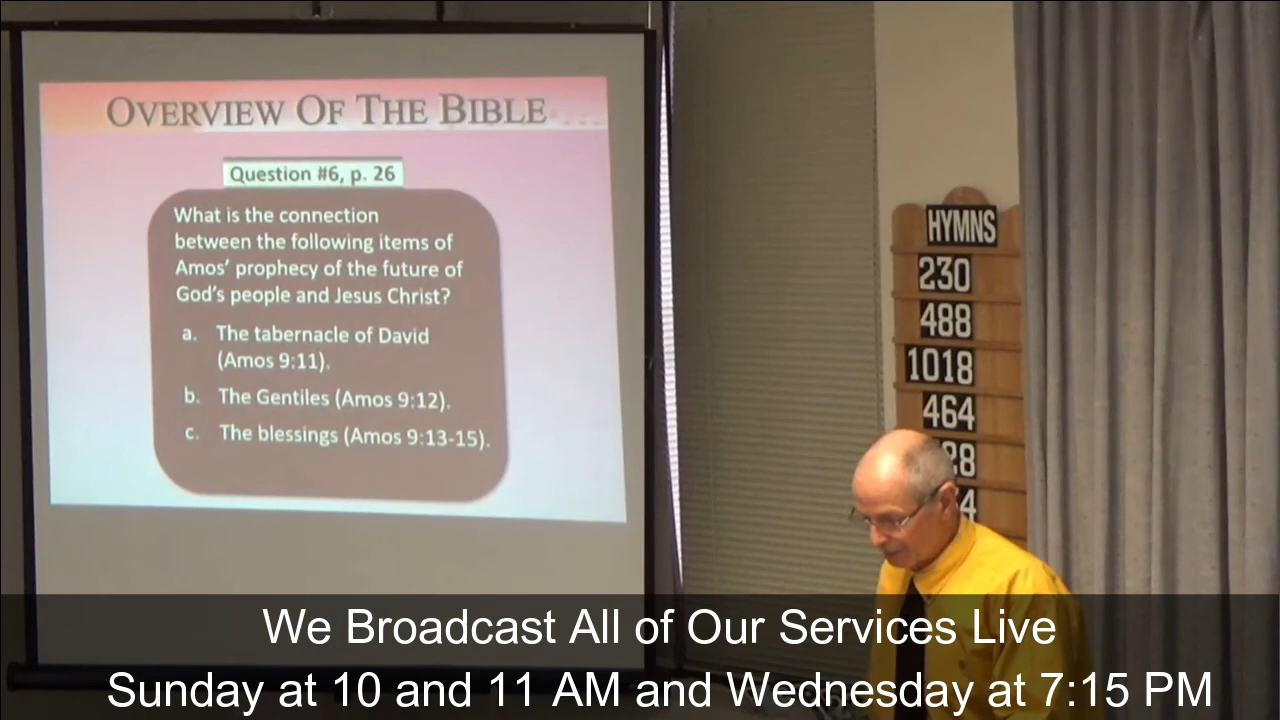 OVERVIEW OF THE BIBLE
Question #6, p. 26
What is the connection
between the following items of
Amos' prophecy of the future of
God's people and Jesus Christ?
a. The tabernacle of David
(Amos 9:11).
b. The Gentiles (Amos 9:12).
c. The blessings (Amos 9:13-15).
HYMNS
230
488
1018
464
28
4
We Broadcast All of Our Services Live
Sunday at 10 and 11 AM and Wednesday at 7:15 PM